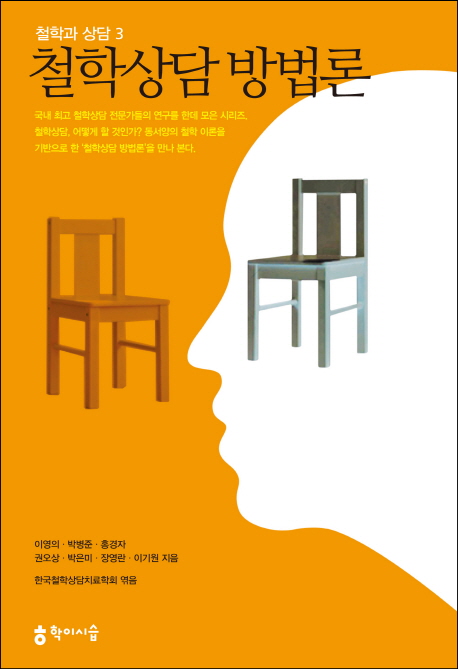 철학과 상담 3
철학상담 방법론
국내 최고 철학상담 전문가들의 연구를 한데 모은 시리즈.
철학상담, 어떻게 할 것인가? 동서양의 철학 이론을
기반으로 한 '철학상담 방법론'을 만나 본다.
이영의 · 박병준 · 홍경자
권오상 · 박은미 · 장영란 · 이기원 지음
한국철학상담치료학회 엮음
학이시습